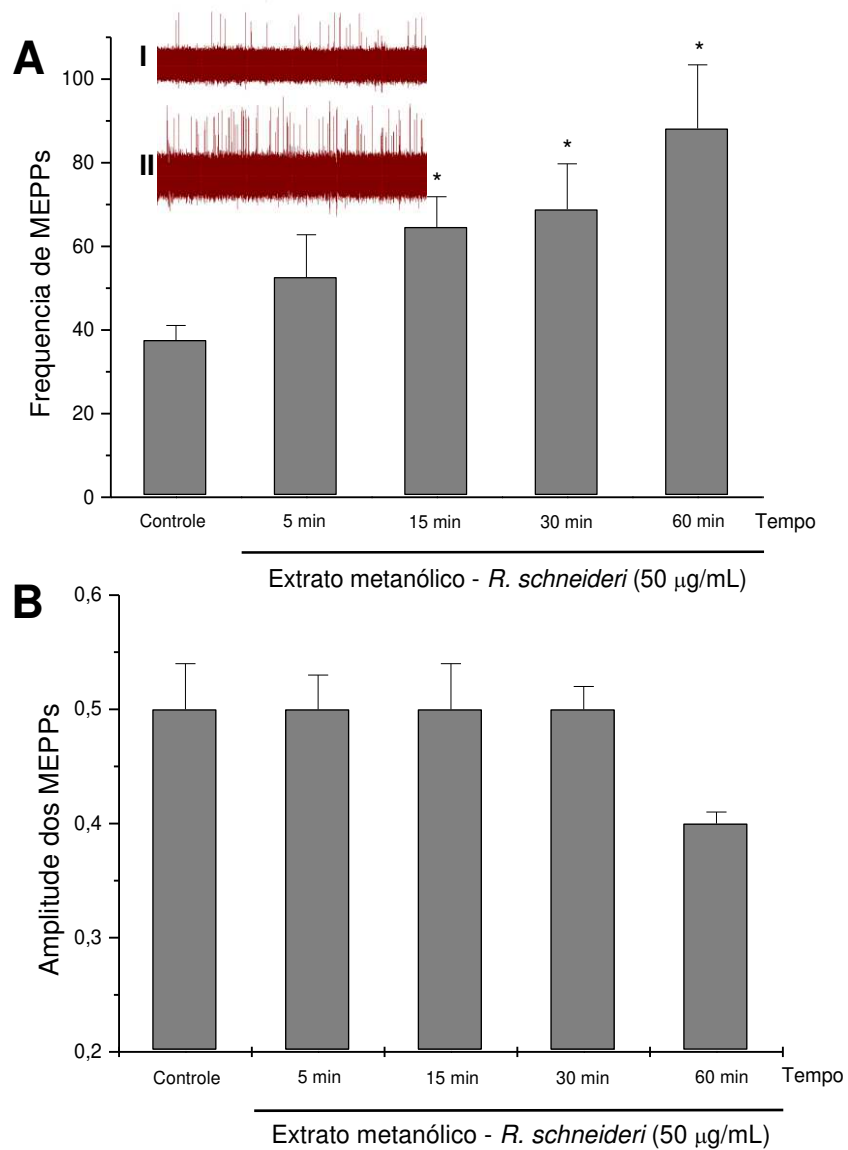 A
I
II
Frequencia de MEPPs
100
80
60
40
20
0
*
*
*
*
Controle 5 min 15 min 30 min 60 min Tempo
Extrato metanólico - R. schneideri (50 μg/mL)
B
Amplitude dos MEPPs
0,6
0,5
0,4
0,3
0,2
Controle 5 min 15 min 30 min 60 min Tempo
Extrato metanólico - R. schneideri (50 μg/mL)